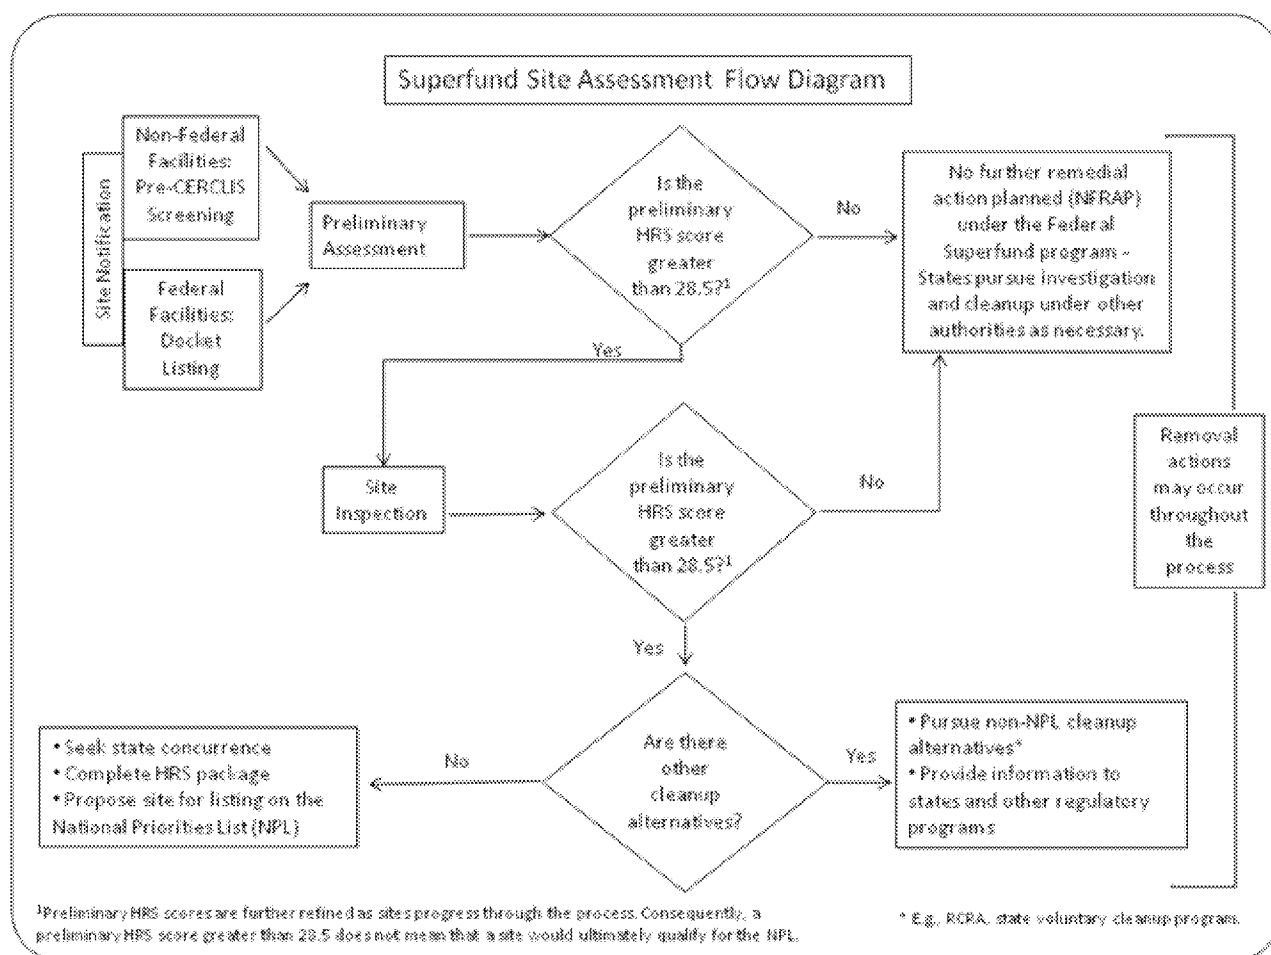 Superfund Site Assessment Flow Diagram
Site Notification
Non-Federal
Facilities:
Pre-CERCLIS
Screening
Federal
Facilities:
Docket
Listing
Preliminary
Assessment
Is the
preliminary
HRS score
greater
than 28.5?¹
No
No further remedial
action planned (NFRAP)
under the Federal
Superfund program –
States pursue investigation
and cleanup under other
authorities as necessary.
Yes
Site
Inspection
Is the
preliminary
HRS score
greater
than 28.5?¹
No
Removal
actions
may occur
throughout
the
process
Yes
Are there
other
cleanup
alternatives?
No
• Seek state concurrence
• Complete HRS package
• Propose site for listing on the
National Priorities List (NPL)
Yes
• Pursue non-NPL cleanup
alternatives*
• Provide information to
states and other regulatory
programs
¹Preliminary HRS scores are further refined as sites progress through the process. Consequently, a
preliminary HRS score greater than 28.5 does not mean that a site would ultimately qualify for the NPL.
* E.g., RCRA, state voluntary cleanup program.